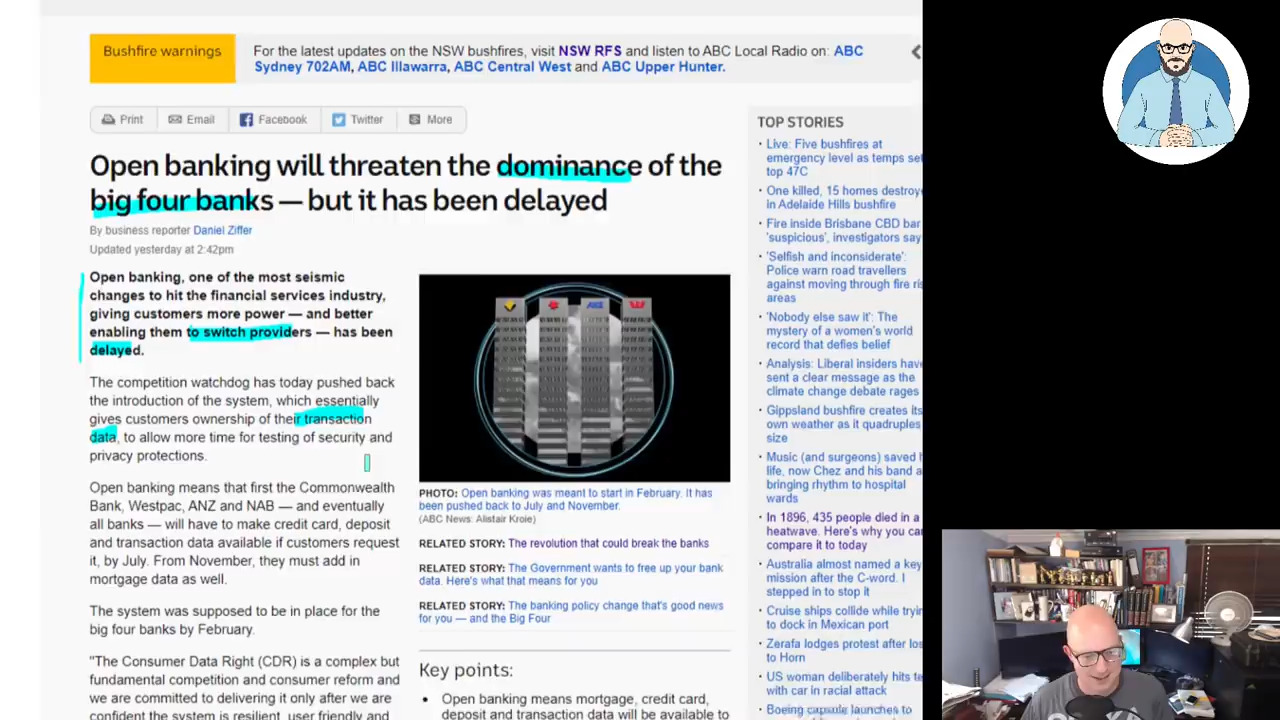 Bushfire warnings
For the latest updates on the NSW bushfires, visit NSW RFS and listen to ABC Local Radio on: ABC
Sydney 702AM, ABC Illawarra, ABC Central West and ABC Upper Hunter.
Print Email Facebook Twitter More
Open banking will threaten the dominance of the
big four banks — but it has been delayed
By business reporter Daniel Ziffer
Updated yesterday at 2:42pm
Open banking, one of the most seismic
changes to hit the financial services industry,
giving customers more power — and better
enabling them to switch providers — has been
delayed.
The competition watchdog has today pushed back
the introduction of the system, which essentially
gives customers ownership of their transaction
data, to allow more time for testing of security and
privacy protections.
Open banking means that first the Commonwealth
Bank, Westpac, ANZ and NAB — and eventually
all banks — will have to make credit card, deposit
and transaction data available if customers request
it, by July. From November, they must add in
mortgage data as well.
The system was supposed to be in place for the
big four banks by February.
"The Consumer Data Right (CDR) is a complex but
fundamental competition and consumer reform and
we are committed to delivering it only after we are
confident the system is resilient, user friendly and
ANZ
PHOTO: Open banking was meant to start in February. It has
been pushed back to July and November.
(ABC News: Alistair Kroie)
RELATED STORY: The revolution that could break the banks
RELATED STORY: The Government wants to free up your bank
data. Here's what that means for you
RELATED STORY: The banking policy change that's good news
for you — and the Big Four
Key points:
• Open banking means mortgage, credit card,
deposit and transaction data will be available to
TOP STORIES
Live: Five bushfires at
emergency level as temps set
top 47C
One killed, 15 homes destroye
in Adelaide Hills bushfire
Fire inside Brisbane CBD bar
'suspicious', investigators say
'Selfish and inconsiderate':
Police warn road travellers
against moving through fire ris
areas
'Nobody else saw it': The
mystery of a women's world
record that defies belief
Analysis: Liberal insiders have
sent a clear message as the
climate change debate rages
Gippsland bushfire creates its
own weather as it quadruples
size
Music (and surgeons) saved h
life, now Chez and his band a
bringing rhythm to hospital
wards
In 1896, 435 people died in a
heatwave. Here's why you can
compare it to today
Australia almost named a key
mission after the C-word. I
stepped in to stop it
Cruise ships collide while tryin
to dock in Mexican port
Zerafa lodges protest after los
to Horn
US woman deliberately hits te
with car in racial attack
Boeing capsule launches to